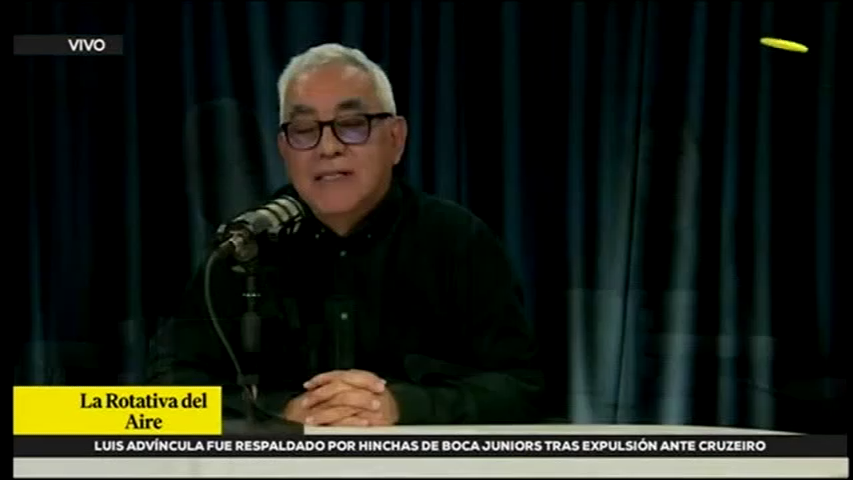 VIVO
La Rotativa del
Aire
LUIS ADVÍNCULA FUE RESPALDADO POR HINCHAS DE BOCA JUNIORS TRAS EXPULSIÓN ANTE CRUZEIRO